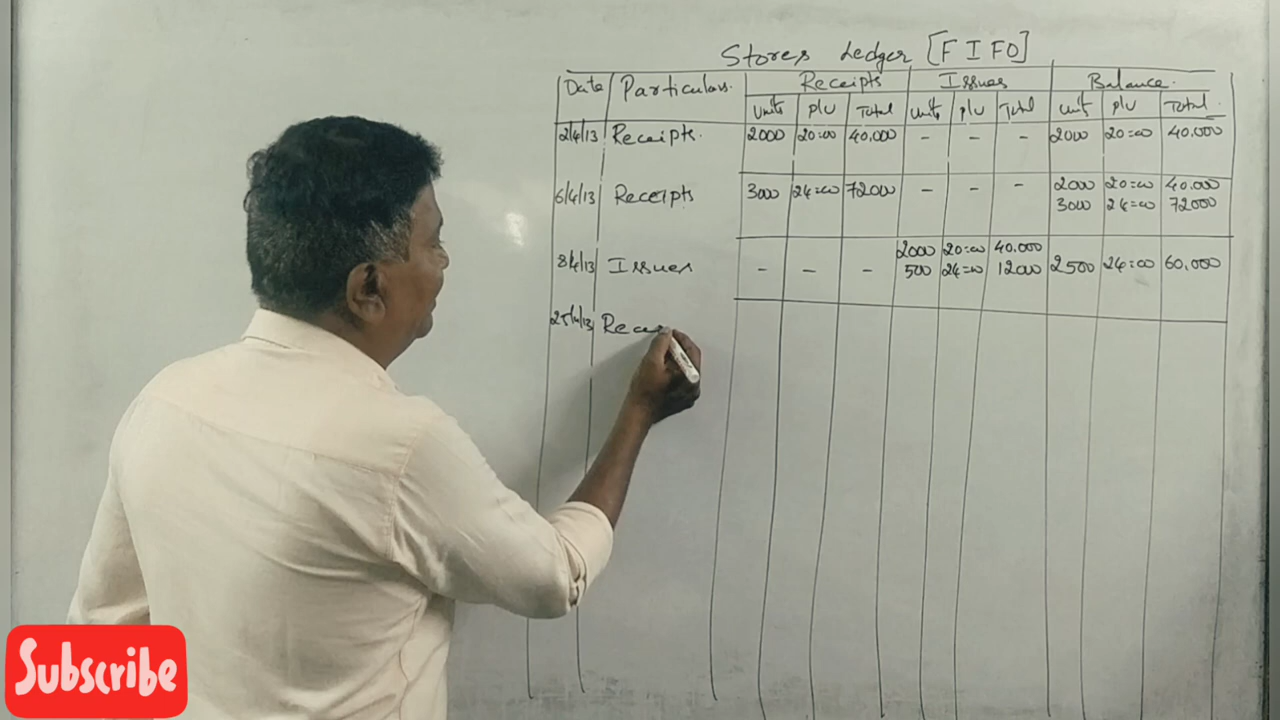 Stores Ledger [FIFO]
Date Particulars. Receipts Issues Balance.
units p/u Total units p/u Total unit p/u Total.
2/4/13 Receipts. 2000 20=00 40,000 - - - 2000 20=00 40.000
2000 20=00 40.000
6/4/13 Receipts 3000 24=00 72000 - - - 3000 24=00 72000
2000 20=00 40.000
8/4/13 Issues - - - 500 24=00 12000 2500 24=00 60,000
25/4/13 Rece
Subscribe